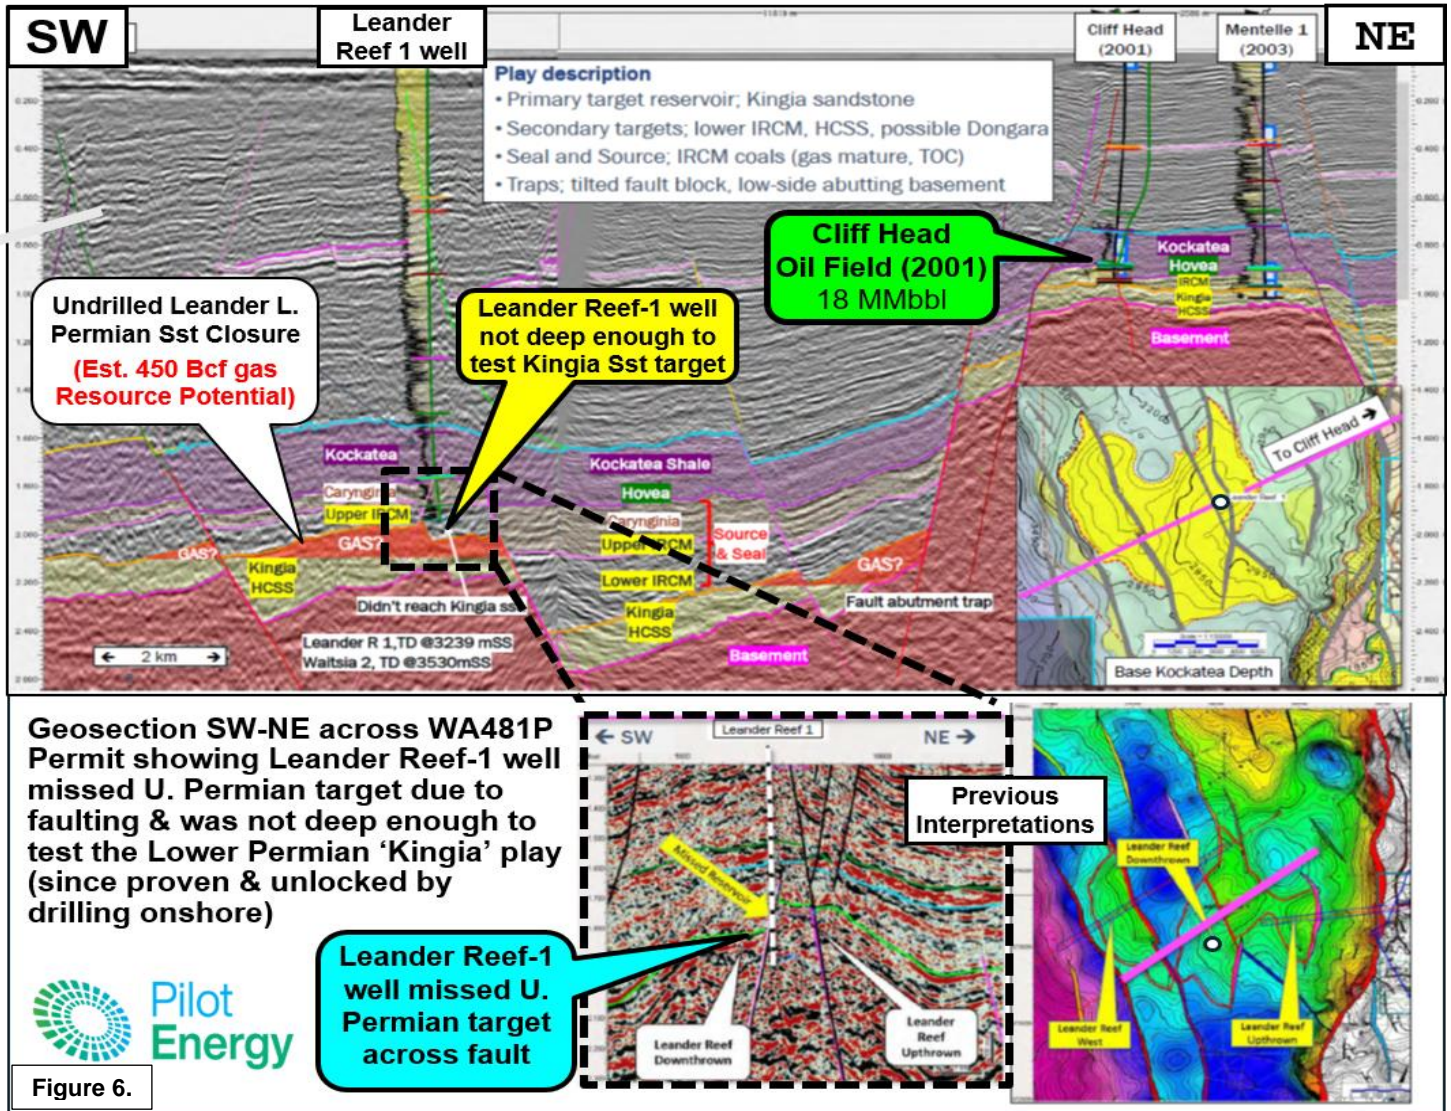 SW
Leander
Reef 1 well
Cliff Head
(2001)
Mentelle 1
(2003)
NE
Play description
• Primary target reservoir; Kingia sandstone
• Secondary targets; lower IRCM, HCSS, possible Dongara
• Seal and Source; IRCM coals (gas mature, TOC)
• Traps; tilted fault block, low-side abutting basement
Cliff Head
Oil Field (2001)
18 MMbbl
Kockatea
Hovea
IRCM
Kingia
HCSS
Basement
Undrilled Leander L.
Permian Sst Closure
(Est. 450 Bcf gas
Resource Potential)
Leander Reef-1 well
not deep enough to
test Kingia Sst target
Kockatea
Carynginia
Upper IRCM
GAS?
GAS?
Kingia
HCSS
Kockatea Shale
Hovea
Carynginia
Upper IRCM
Lower IRCM
Source
& Seal
GAS?
Kingia
HCSS
Fault abutment trap
Basement
Didn't reach Kingia ss
Leander R 1,TD @3239 mSS
Waitsia 2, TD @3530mSS
← 2 km →
To Cliff Head →
Leander Reef 1
Base Kockatea Depth
Geosection SW-NE across WA481P
Permit showing Leander Reef-1 well
missed U. Permian target due to
faulting & was not deep enough to
test the Lower Permian ‘Kingia’ play
(since proven & unlocked by
drilling onshore)
← SW
Leander Reef 1
NE →
Missed Reservoir
Leander Reef
Downthrown
Leander
Reef
Upthrown
Previous
Interpretations
Leander Reef
Downthrown
Leander Reef
West
Leander Reef
Upthrown
Leander Reef-1
well missed U.
Permian target
across fault
Pilot
Energy
Figure 6.